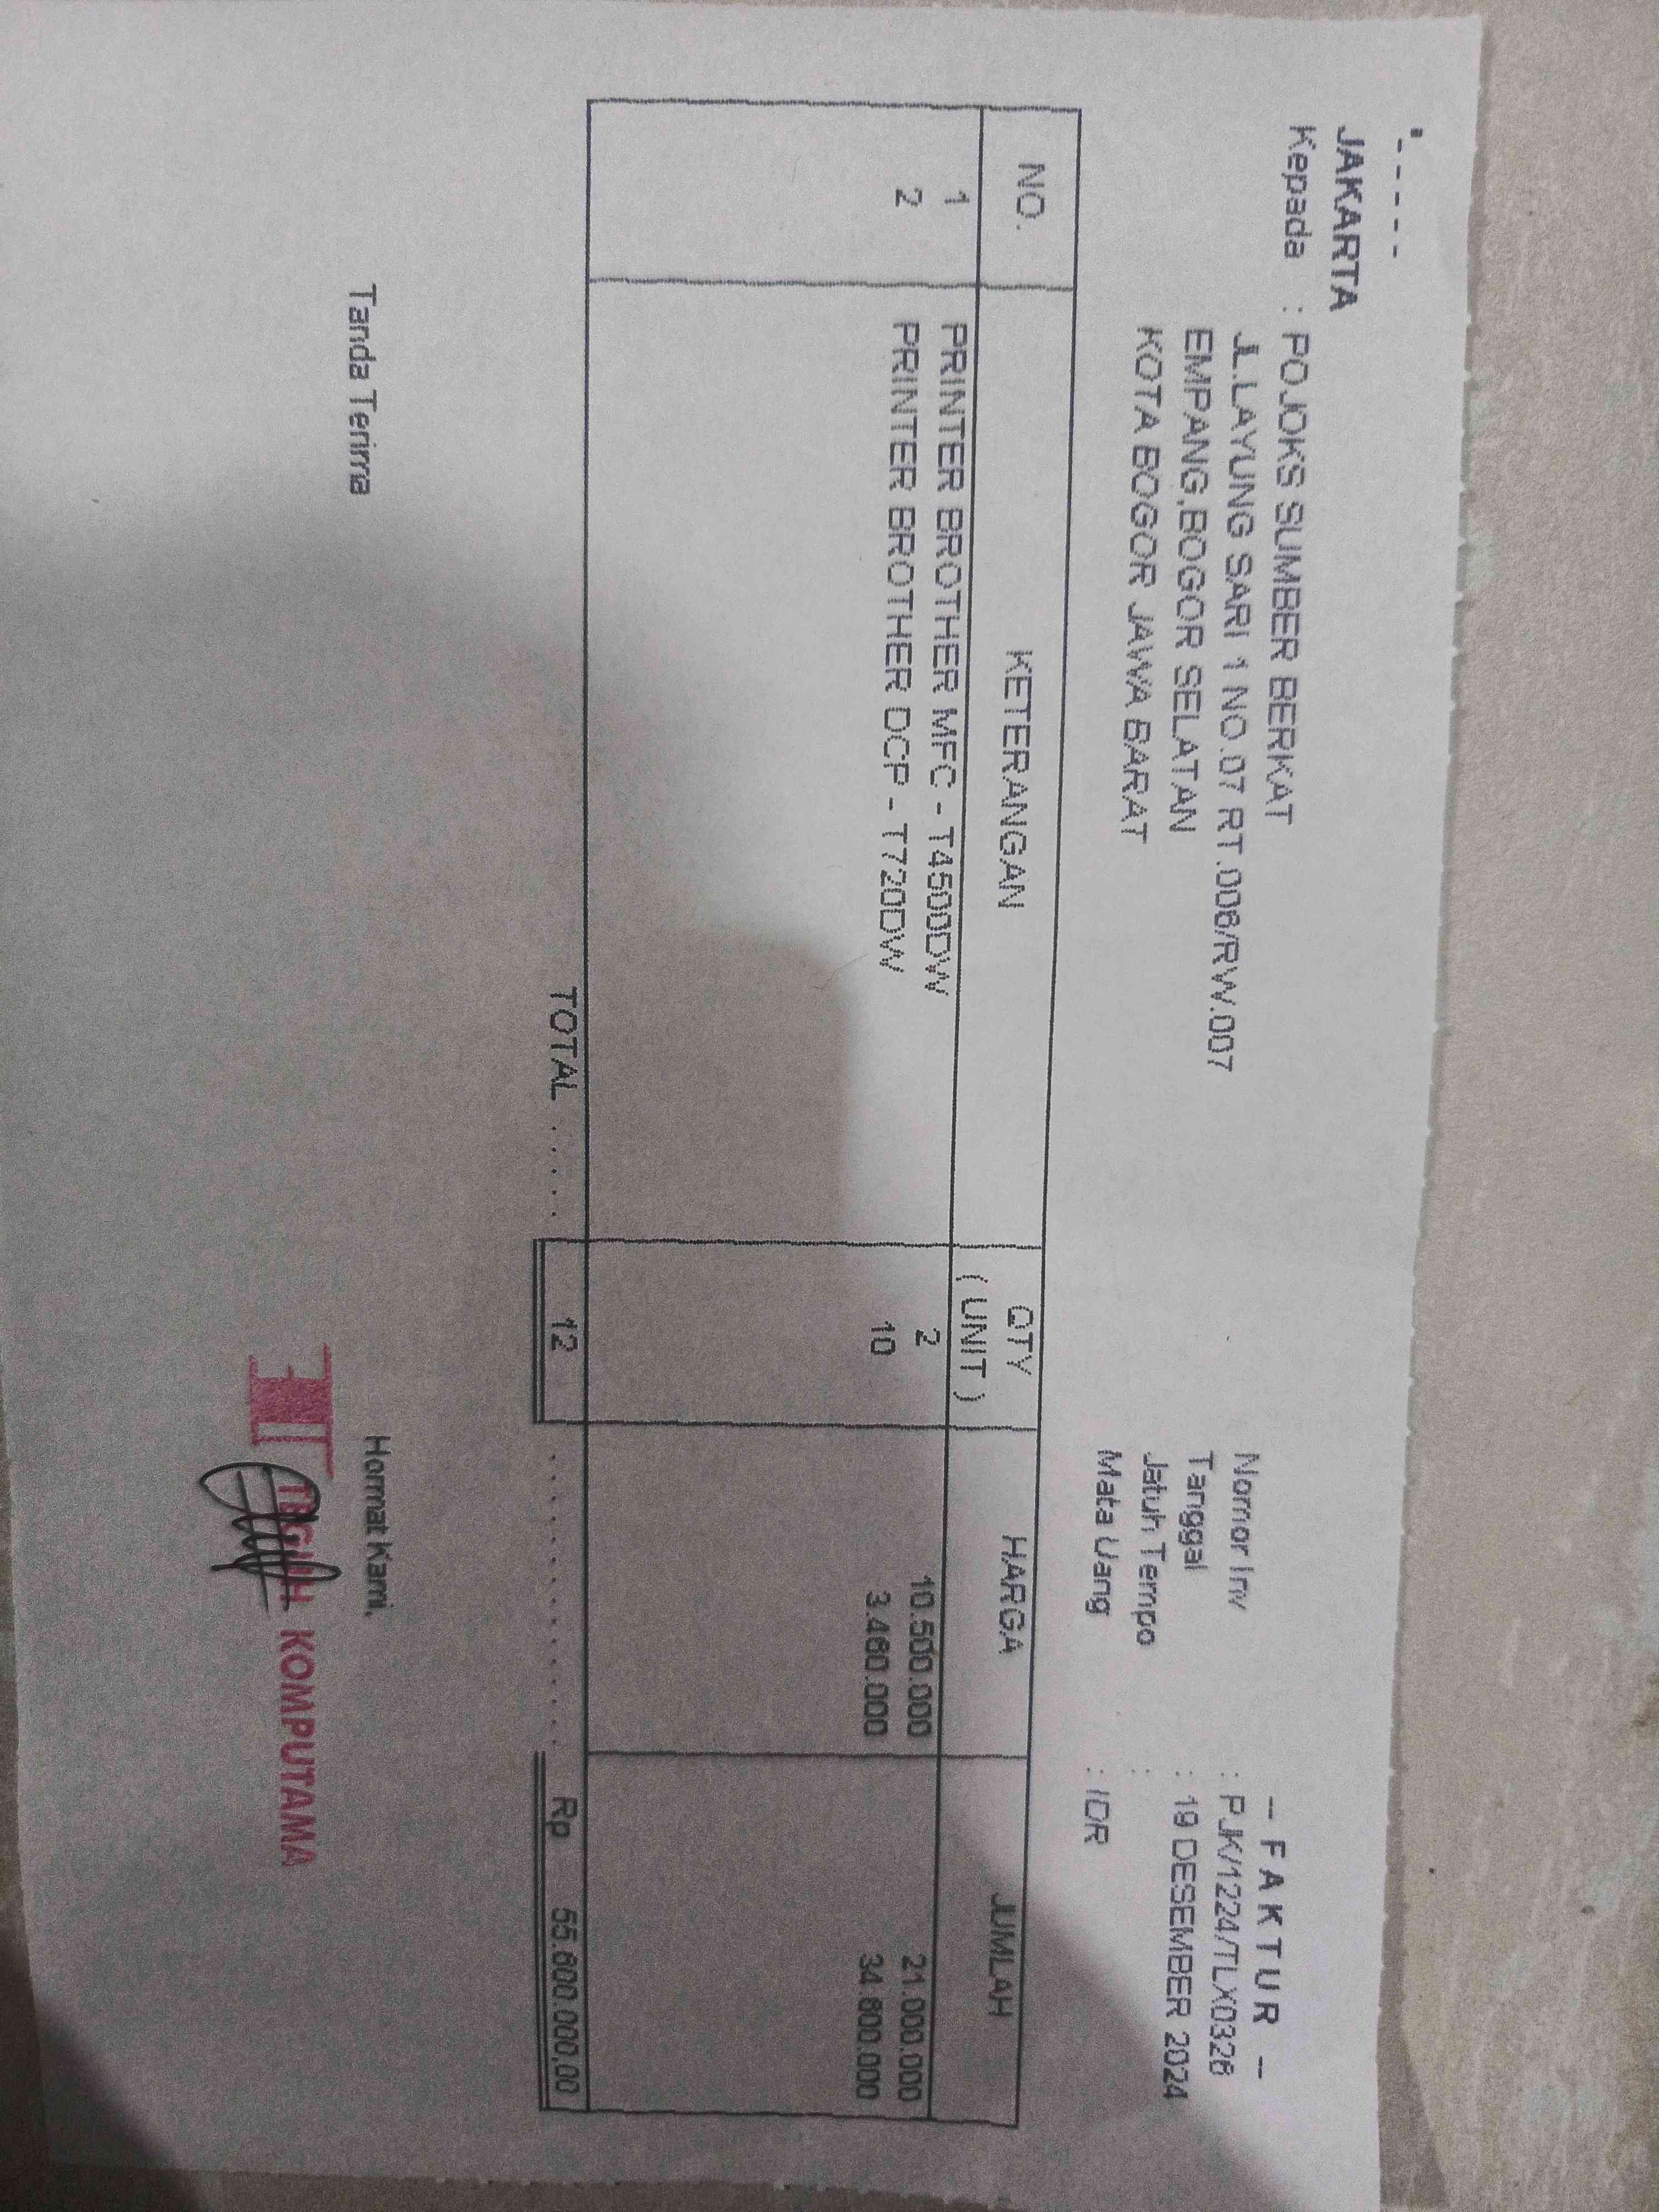 JAKARTA
Kepada : POJOKS SUMBER BERKAT
JL.LAYUNG SARI 1 NO.07 RT.008/RW.007
EMPANG,BOGOR SELATAN
KOTA BOGOR JAWA BARAT
-- F A K T U R --
Nomor Inv : PJK/1224/TLX0328
Tanggal : 19 DESEMBER 2024
Jatuh Tempo :
Mata Uang : IDR
NO. KETERANGAN QTY ( UNIT ) HARGA JUMLAH
1 PRINTER BROTHER MFC - T4500DW 2 10.500.000 21.000.000
2 PRINTER BROTHER DCP - T720DW 10 3.460.000 34.600.000
TOTAL ....... 12 .................. Rp 55.600.000,00
Tanda Terima
Hormat Kami,
TEGUH KOMPUTAMA